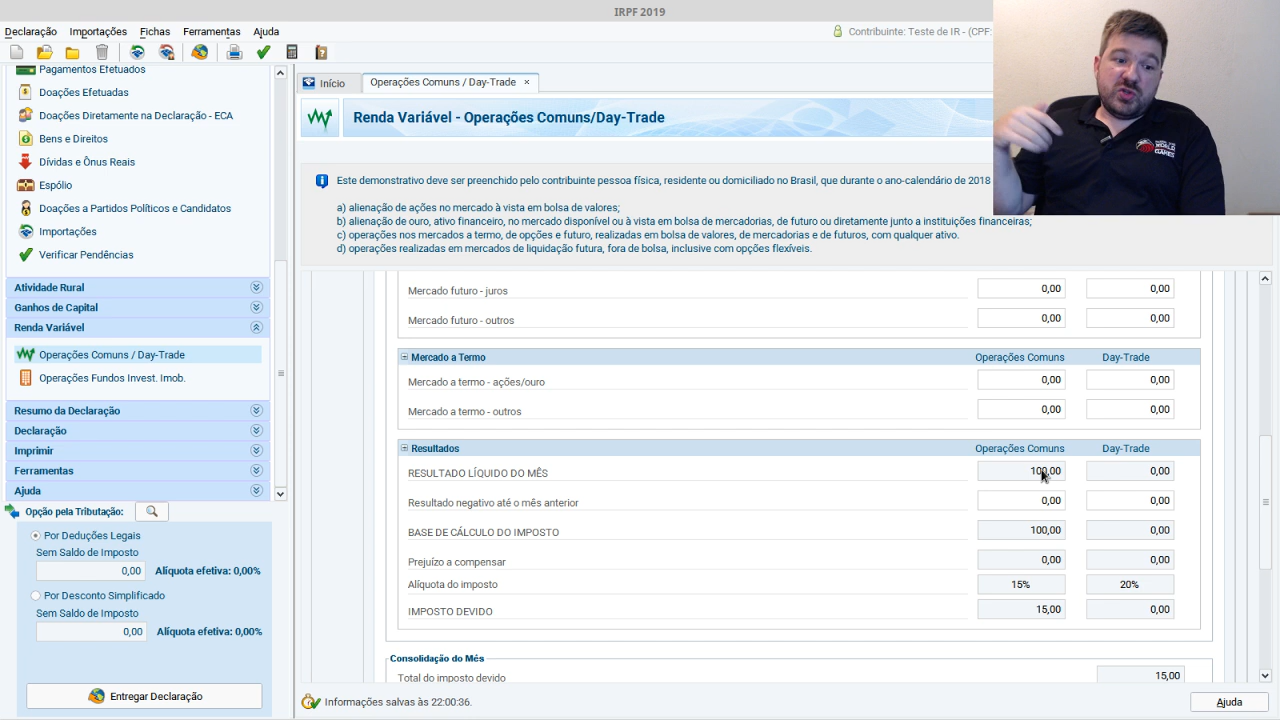 IRPF 2019
Declaração Importações Fichas Ferramentas Ajuda
Contribuinte: Teste de IR - (CPF:
Pagamentos Efetuados
Doações Efetuadas
Doações Diretamente na Declaração - ECA
Bens e Direitos
Dívidas e Ônus Reais
Espólio
Doações a Partidos Políticos e Candidatos
Importações
Verificar Pendências
Atividade Rural
Ganhos de Capital
Renda Variável
Operações Comuns / Day-Trade
Operações Fundos Invest. Imob.
Resumo da Declaração
Declaração
Imprimir
Ferramentas
Ajuda
Opção pela Tributação:
Por Deduções Legais
Sem Saldo de Imposto
0,00 Alíquota efetiva: 0,00%
Por Desconto Simplificado
Sem Saldo de Imposto
0,00 Alíquota efetiva: 0,00%
Entregar Declaração
Início Operações Comuns / Day-Trade ×
Renda Variável - Operações Comuns/Day-Trade
Este demonstrativo deve ser preenchido pelo contribuinte pessoa física, residente ou domiciliado no Brasil, que durante o ano-calendário de 2018
a) alienação de ações no mercado à vista em bolsa de valores;
b) alienação de ouro, ativo financeiro, no mercado disponível ou à vista em bolsa de mercadorias, de futuro ou diretamente junto a instituições financeiras;
c) operações nos mercados a termo, de opções e futuro, realizadas em bolsa de valores, de mercadorias e de futuros, com qualquer ativo.
d) operações realizadas em mercados de liquidação futura, fora de bolsa, inclusive com opções flexíveis.
Mercado futuro - juros 0,00 0,00
Mercado futuro - outros 0,00 0,00
Mercado a Termo Operações Comuns Day-Trade
Mercado a termo - ações/ouro 0,00 0,00
Mercado a termo - outros 0,00 0,00
Resultados Operações Comuns Day-Trade
RESULTADO LÍQUIDO DO MÊS 100,00 0,00
Resultado negativo até o mês anterior 0,00 0,00
BASE DE CÁLCULO DO IMPOSTO 100,00 0,00
Prejuízo a compensar 0,00 0,00
Alíquota do imposto 15% 20%
IMPOSTO DEVIDO 15,00 0,00
Consolidação do Mês
Total do imposto devido 15,00
Informações salvas às 22:00:36.
Ajuda